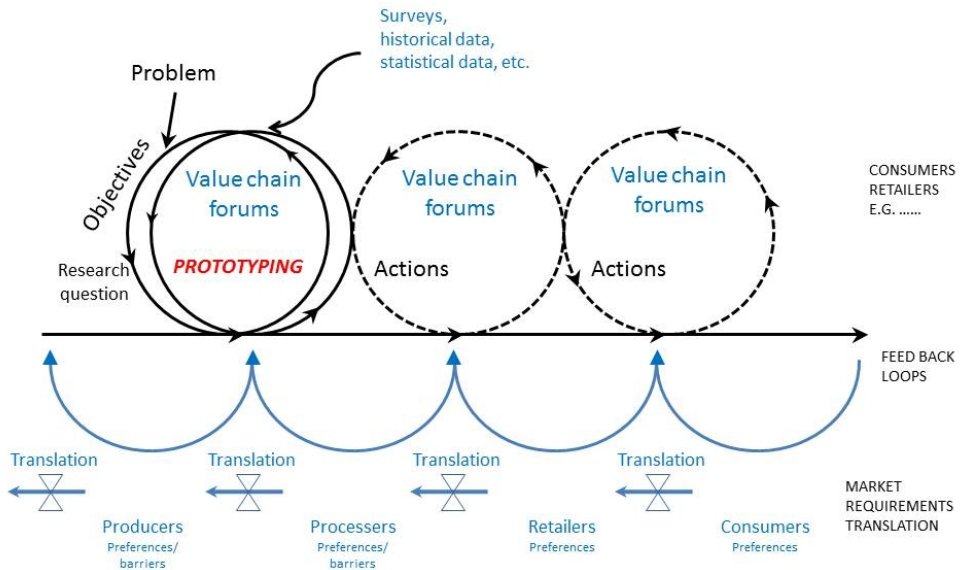 Surveys,
historical data,
statistical data, etc.
Problem
Objectives
Value chain
forums
Value chain
forums
Value chain
forums
CONSUMERS
RETAILERS
E.G. ......
PROTOTYPING
Research
question
Actions
Actions
FEED BACK
LOOPS
Translation
Translation
Translation
Translation
MARKET
REQUIREMENTS
TRANSLATION
Producers
Preferences/
barriers
Processers
Preferences/
barriers
Retailers
Preferences
Consumers
Preferences